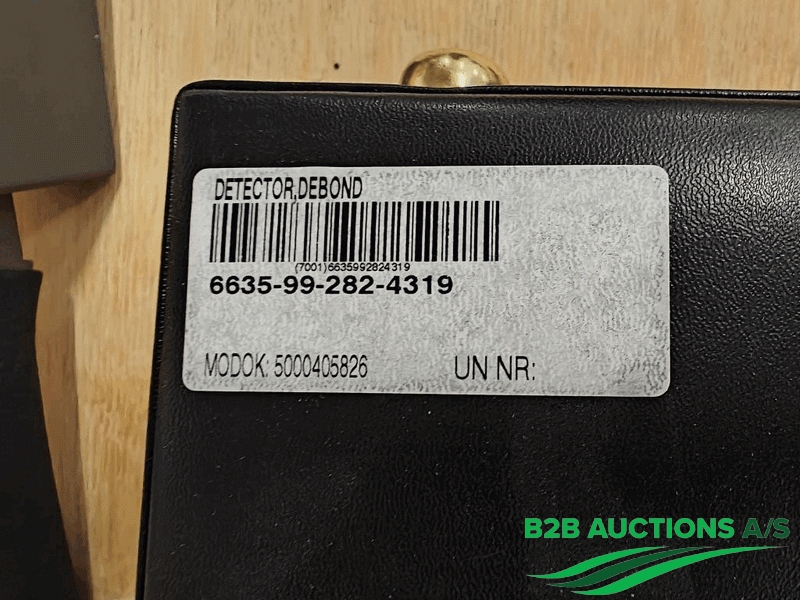 DETECTOR,DEBOND
(7001)6635992824319
6635-99-282-4319
MODOK: 5000405826
UN NR:
B2B AUCTIONS A/S